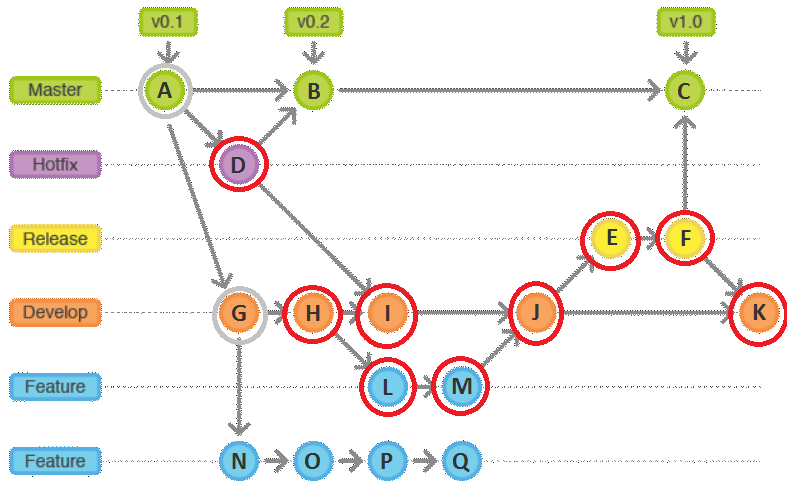 v0.1 v0.2 v1.0
Master A B C
Hotfix D
Release E F
Develop G H I J K
Feature L M
Feature N O P Q